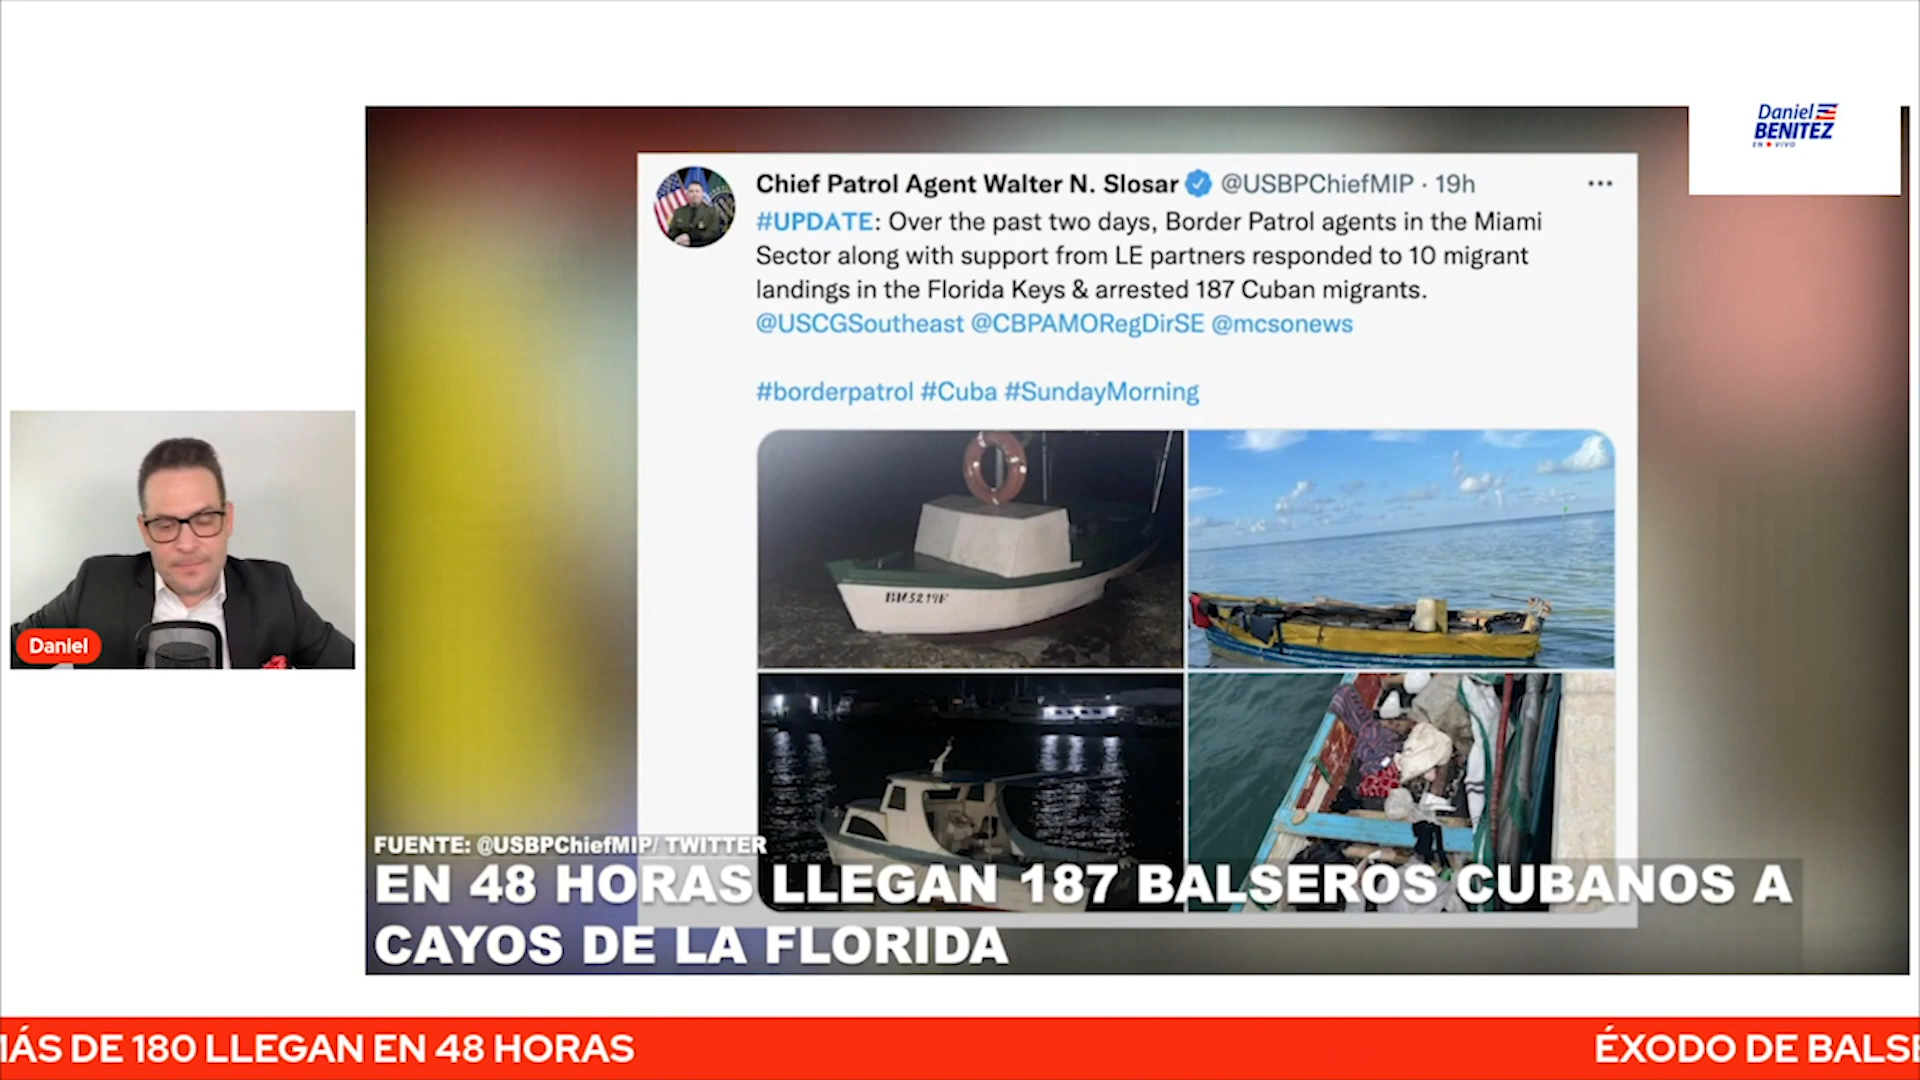 Daniel
BENITEZ
EN VIVO
Chief Patrol Agent Walter N. Slosar @USBPChiefMIP · 19h
#UPDATE: Over the past two days, Border Patrol agents in the Miami
Sector along with support from LE partners responded to 10 migrant
landings in the Florida Keys & arrested 187 Cuban migrants.
@USCGSoutheast @CBPAMORegDirSE @mcsonews
#borderpatrol #Cuba #SundayMorning
Daniel
FUENTE: @USBPChiefMIP/ TWITTER
EN 48 HORAS LLEGAN 187 BALSEROS CUBANOS A
CAYOS DE LA FLORIDA
MÁS DE 180 LLEGAN EN 48 HORAS
ÉXODO DE BALSE